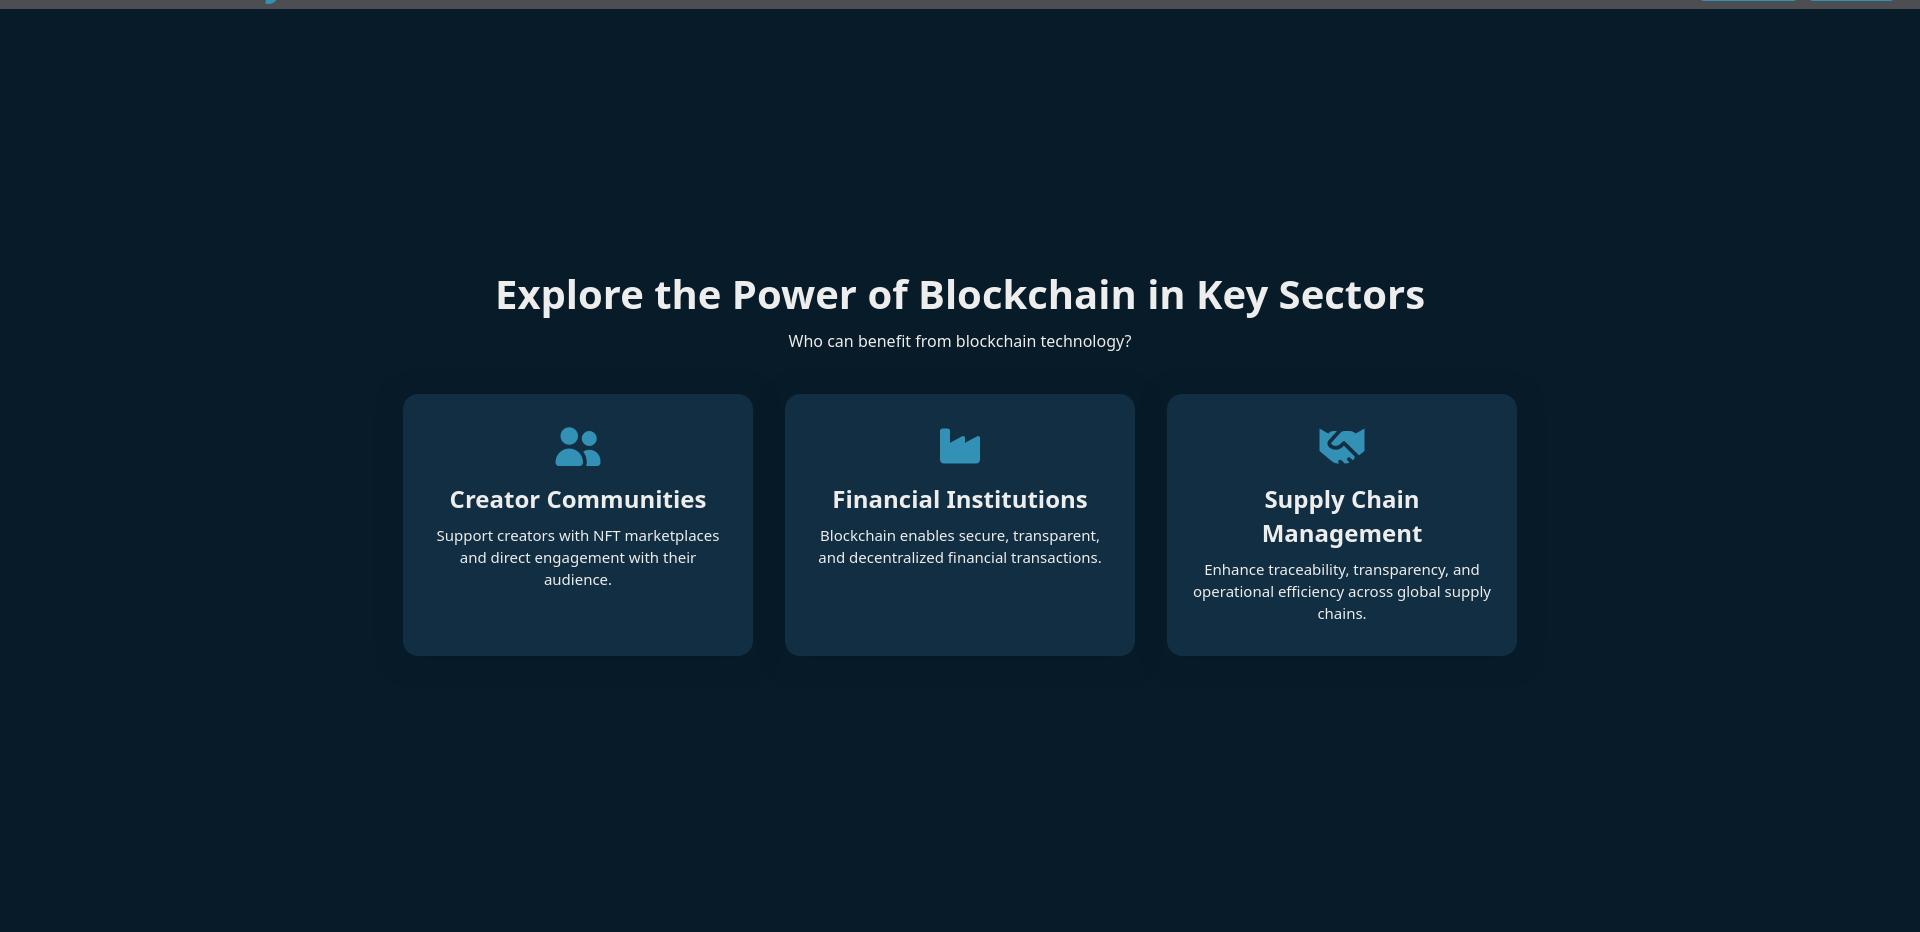 Explore the Power of Blockchain in Key Sectors
Who can benefit from blockchain technology?
Creator Communities
Support creators with NFT marketplaces
and direct engagement with their
audience.
Financial Institutions
Blockchain enables secure, transparent,
and decentralized financial transactions.
Supply Chain
Management
Enhance traceability, transparency, and
operational efficiency across global supply
chains.